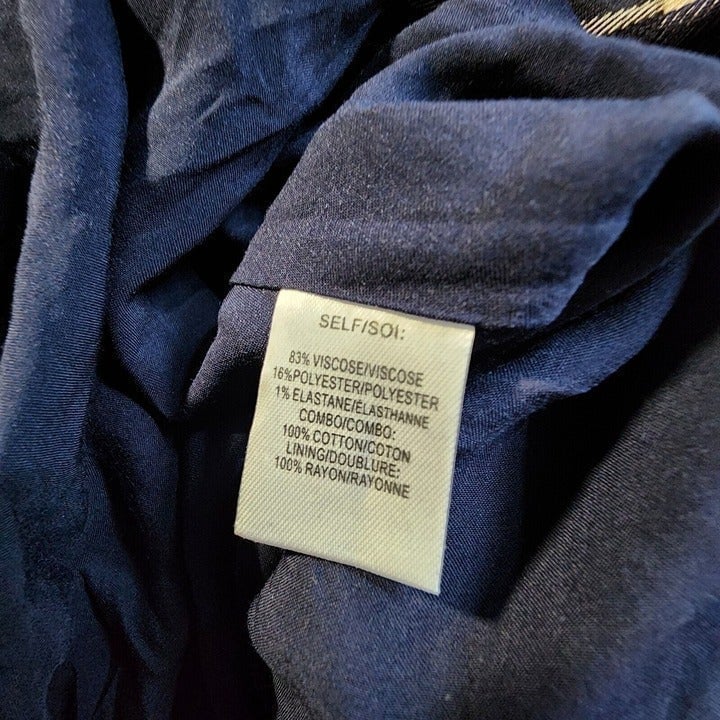 SELF/SOI:
83% VISCOSE/VISCOSE
16%POLYESTER/POLYESTER
1% ELASTANE/ÉLASTHANNE
COMBO/COMBO:
100% COTTON/COTON
LINING/DOUBLURE:
100% RAYON/RAYONNE